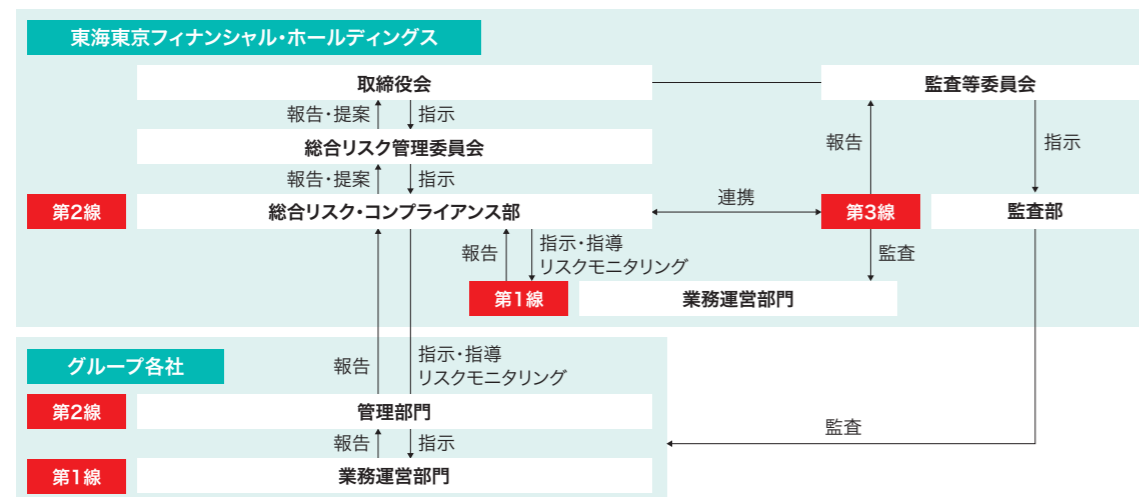 東海東京フィナンシャル・ホールディングス
取締役会
監査等委員会
報告・提案
指示
総合リスク管理委員会
報告
指示
報告・提案
指示
第2線
総合リスク・コンプライアンス部
連携
第3線
監査部
報告
指示・指導
リスクモニタリング
監査
第1線
業務運営部門
グループ各社
報告
指示・指導
リスクモニタリング
第2線
管理部門
監査
報告
指示
第1線
業務運営部門